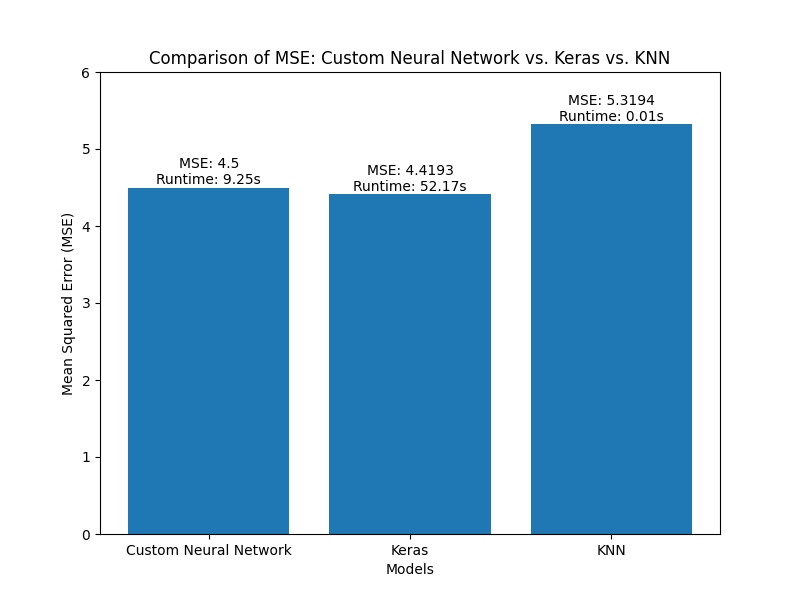 Comparison of MSE: Custom Neural Network vs. Keras vs. KNN
6
5
4
3
2
1
0
Mean Squared Error (MSE)
MSE: 4.5
Runtime: 9.25s
MSE: 4.4193
Runtime: 52.17s
MSE: 5.3194
Runtime: 0.01s
Custom Neural Network
Keras
KNN
Models